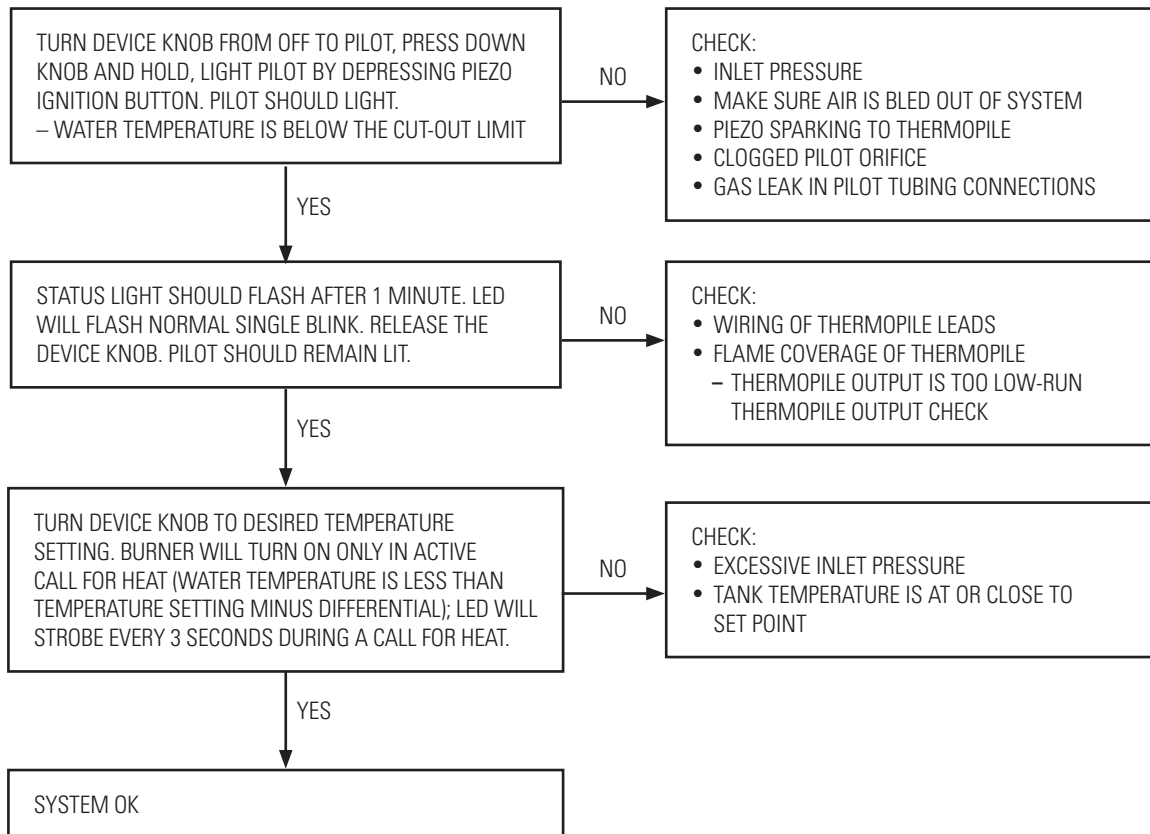 TURN DEVICE KNOB FROM OFF TO PILOT, PRESS DOWN
KNOB AND HOLD, LIGHT PILOT BY DEPRESSING PIEZO
IGNITION BUTTON. PILOT SHOULD LIGHT.
– WATER TEMPERATURE IS BELOW THE CUT-OUT LIMIT
NO
CHECK:
• INLET PRESSURE
• MAKE SURE AIR IS BLED OUT OF SYSTEM
• PIEZO SPARKING TO THERMOPILE
• CLOGGED PILOT ORIFICE
• GAS LEAK IN PILOT TUBING CONNECTIONS
YES
STATUS LIGHT SHOULD FLASH AFTER 1 MINUTE. LED
WILL FLASH NORMAL SINGLE BLINK. RELEASE THE
DEVICE KNOB. PILOT SHOULD REMAIN LIT.
NO
CHECK:
• WIRING OF THERMOPILE LEADS
• FLAME COVERAGE OF THERMOPILE
– THERMOPILE OUTPUT IS TOO LOW-RUN
THERMOPILE OUTPUT CHECK
YES
TURN DEVICE KNOB TO DESIRED TEMPERATURE
SETTING. BURNER WILL TURN ON ONLY IN ACTIVE
CALL FOR HEAT (WATER TEMPERATURE IS LESS THAN
TEMPERATURE SETTING MINUS DIFFERENTIAL); LED WILL
STROBE EVERY 3 SECONDS DURING A CALL FOR HEAT.
NO
CHECK:
• EXCESSIVE INLET PRESSURE
• TANK TEMPERATURE IS AT OR CLOSE TO
SET POINT
YES
SYSTEM OK